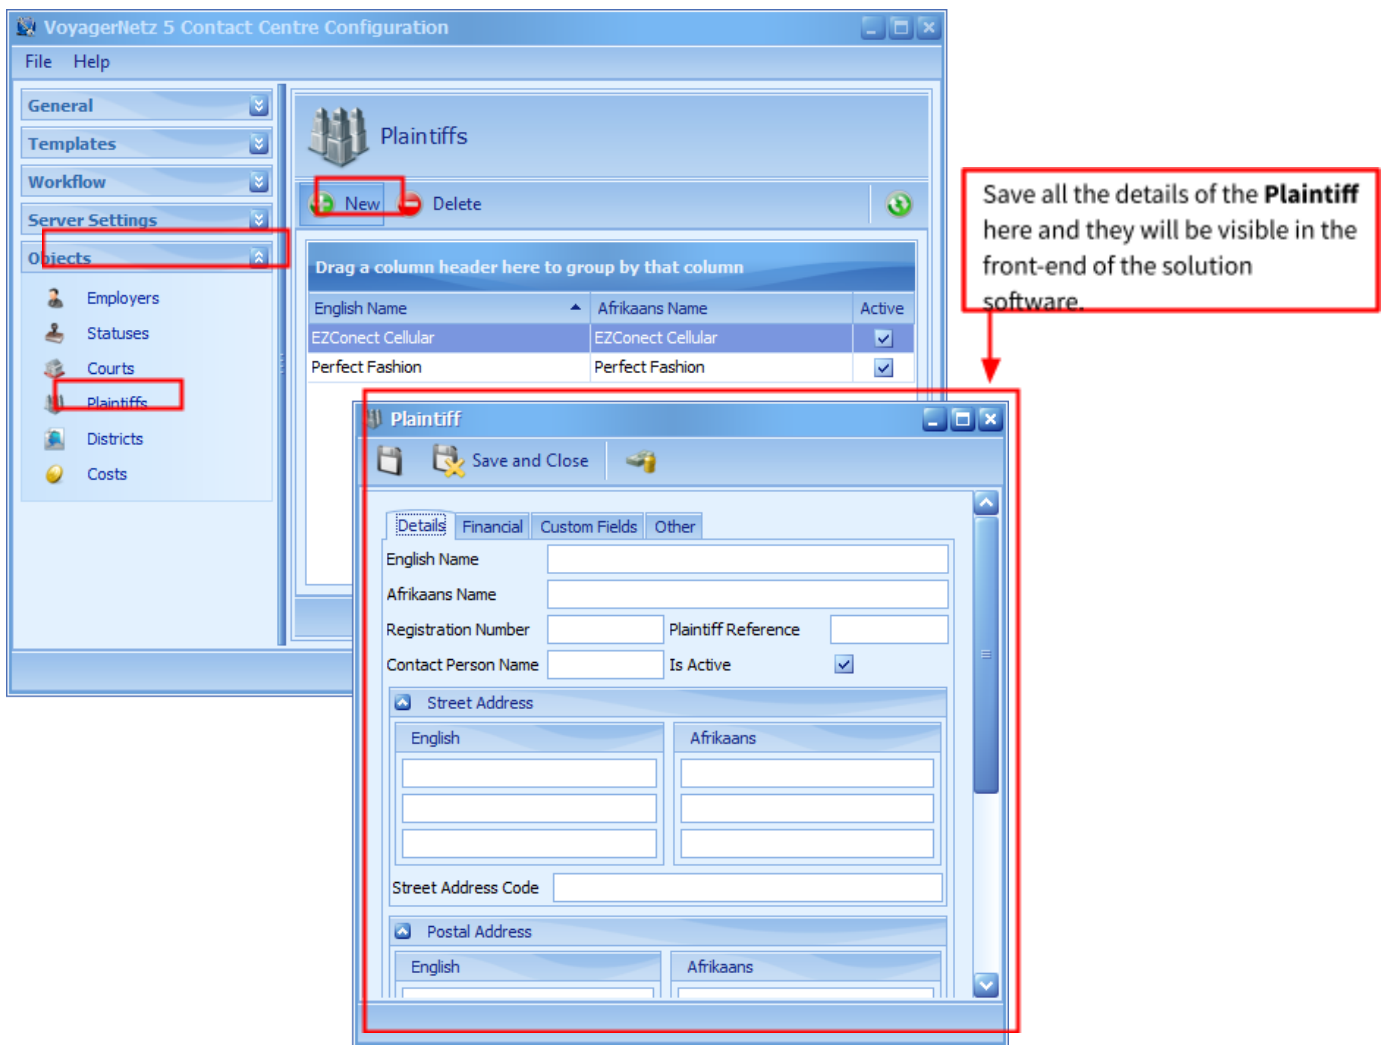 VoyagerNetz 5 Contact Centre Configuration
File Help
General
Templates
Workflow
Server Settings
Objects
Employers
Statuses
Courts
Plaintiffs
Districts
Costs
Plaintiffs
New Delete
Drag a column header here to group by that column
English Name Afrikaans Name Active
EZConect Cellular EZConect Cellular
Perfect Fashion Perfect Fashion
Save all the details of the Plaintiff
here and they will be visible in the
front-end of the solution
software.
Plaintiff
Save and Close
Details Financial Custom Fields Other
English Name
Afrikaans Name
Registration Number Plaintiff Reference
Contact Person Name Is Active
Street Address
English Afrikaans
Street Address Code
Postal Address
English Afrikaans